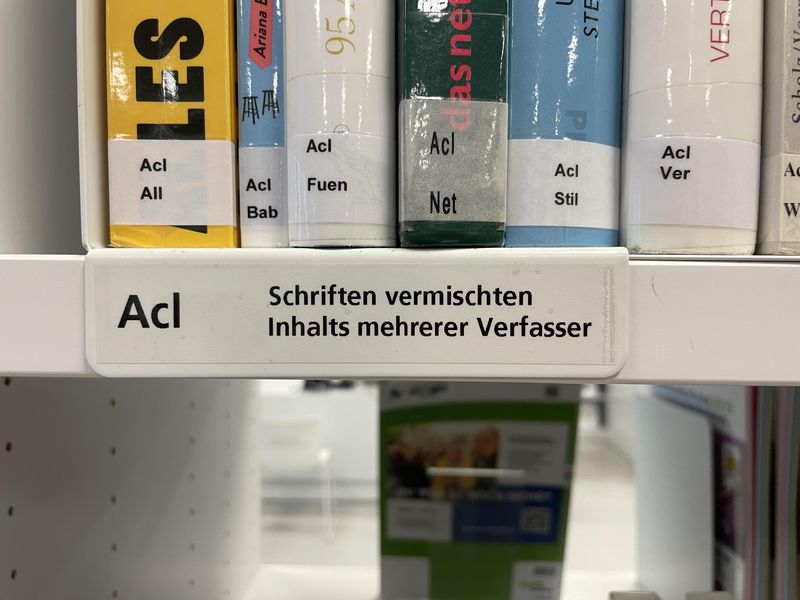 LES
Ariana
95
das net
STE
VERT
Acl
All
Acl
Bab
Acl
Fuen
Acl
Net
Acl
Stil
Acl
Ver
Acl
Schriften vermischten
Inhalts mehrerer Verfasser